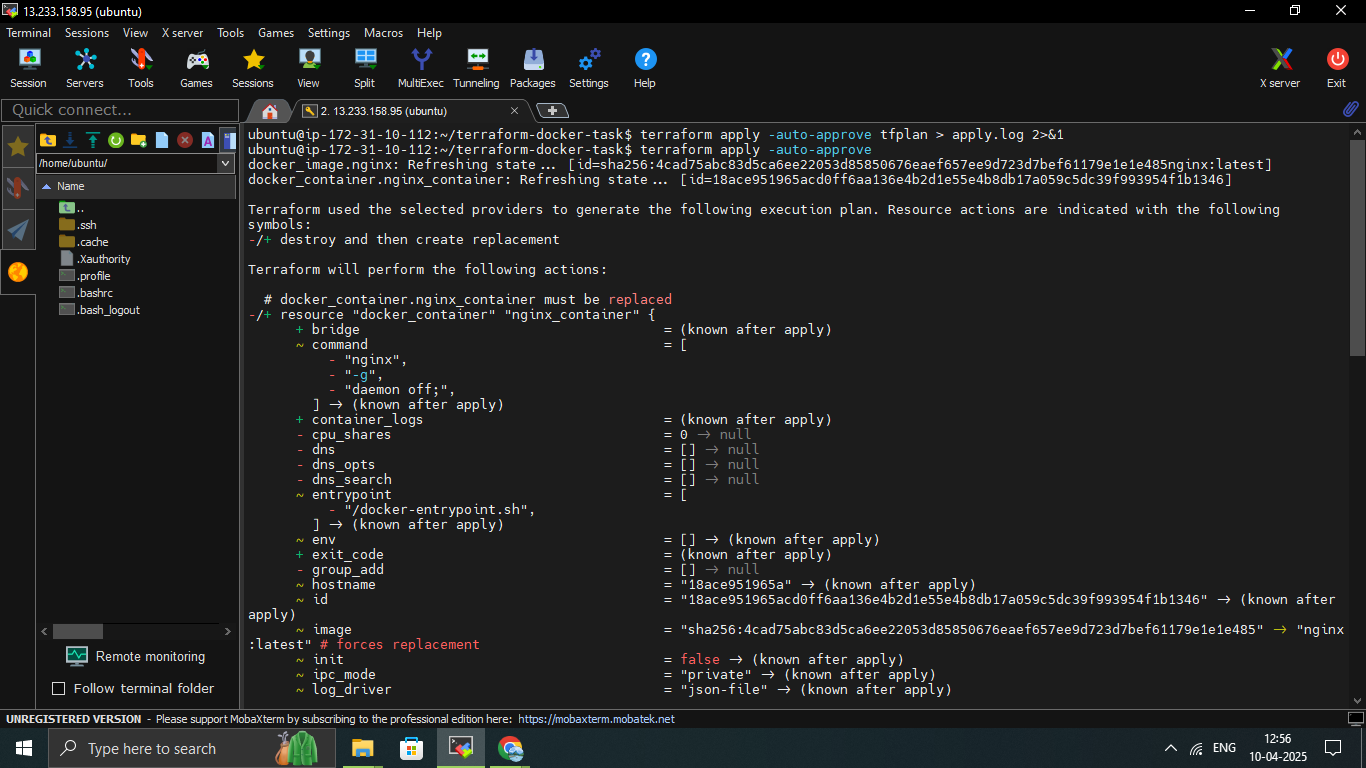 13.233.158.95 (ubuntu)
Terminal Sessions View X server Tools Games Settings Macros Help
Session Servers Tools Games Sessions View Split MultiExec Tunneling Packages Settings Help X server Exit
Quick connect...
2. 13.233.158.95 (ubuntu)
/home/ubuntu/
Name
..
.ssh
.cache
.Xauthority
.profile
.bashrc
.bash_logout
Remote monitoring
Follow terminal folder
ubuntu@ip-172-31-10-112:~/terraform-docker-task$ terraform apply -auto-approve tfplan > apply.log 2>&1
ubuntu@ip-172-31-10-112:~/terraform-docker-task$ terraform apply -auto-approve
docker_image.nginx: Refreshing state... [id=sha256:4cad75abc83d5ca6ee22053d85850676eaef657ee9d723d7bef61179e1e1e485nginx:latest]
docker_container.nginx_container: Refreshing state... [id=18ace951965acd0ff6aa136e4b2d1e55e4b8db17a059c5dc39f993954f1b1346]
Terraform used the selected providers to generate the following execution plan. Resource actions are indicated with the following
symbols:
-/+ destroy and then create replacement
Terraform will perform the following actions:
# docker_container.nginx_container must be replaced
-/+ resource "docker_container" "nginx_container" {
+ bridge = (known after apply)
~ command = [
- "nginx",
- "-g",
- "daemon off;",
] → (known after apply)
+ container_logs = (known after apply)
- cpu_shares = 0 → null
- dns = [] → null
- dns_opts = [] → null
- dns_search = [] → null
~ entrypoint = [
- "/docker-entrypoint.sh",
] → (known after apply)
~ env = [] → (known after apply)
+ exit_code = (known after apply)
- group_add = [] → null
~ hostname = "18ace951965a" → (known after apply)
~ id = "18ace951965acd0ff6aa136e4b2d1e55e4b8db17a059c5dc39f993954f1b1346" → (known after
apply)
~ image = "sha256:4cad75abc83d5ca6ee22053d85850676eaef657ee9d723d7bef61179e1e1e485" → "nginx
:latest" # forces replacement
~ init = false → (known after apply)
~ ipc_mode = "private" → (known after apply)
~ log_driver = "json-file" → (known after apply)
UNREGISTERED VERSION - Please support MobaXterm by subscribing to the professional edition here: https://mobaxterm.mobatek.net
Type here to search
ENG
12:56
10-04-2025